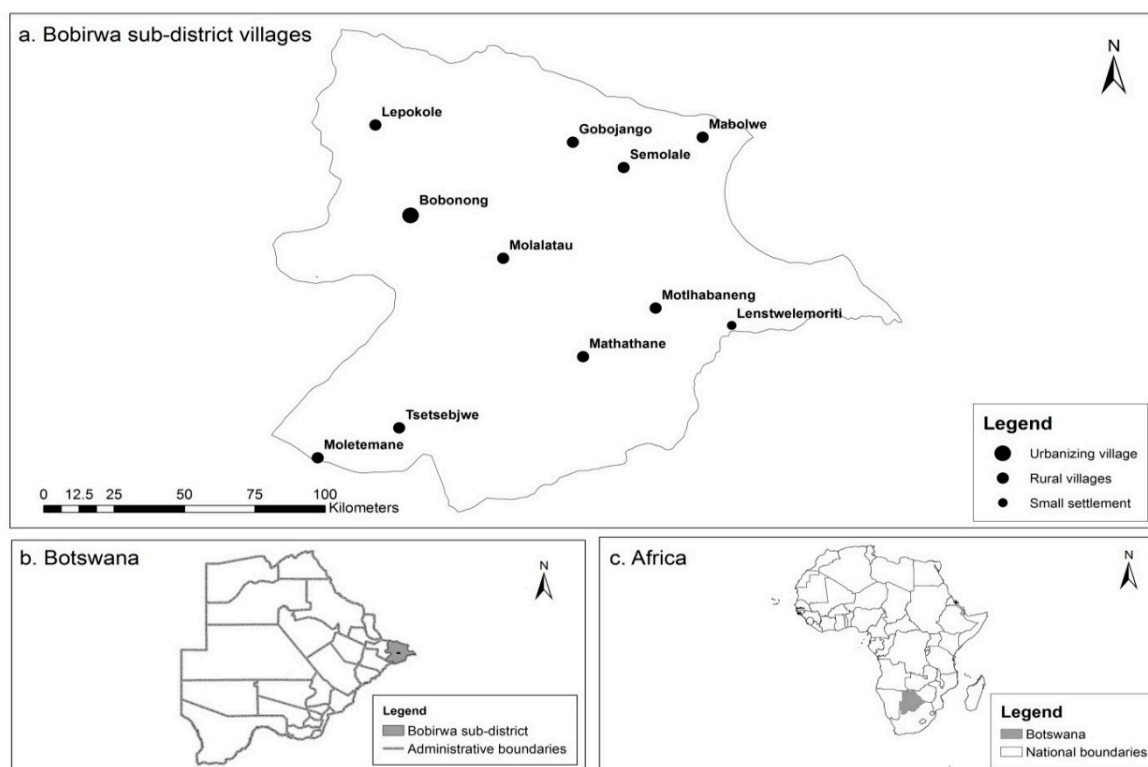 a. Bobirwa sub-district villages
N
Lepokole
Gobojango
Mabolwe
Semolale
Bobonong
Molalatau
Motlhabaneng
Lenstwelemoriti
Mathathane
Tsetsebjwe
Moletemane
0 12.5 25 50 75 100
Kilometers
Legend
Urbanizing village
Rural villages
Small settlement
b. Botswana
N
Legend
Bobirwa sub-district
Administrative boundaries
c. Africa
N
Legend
Botswana
National boundaries